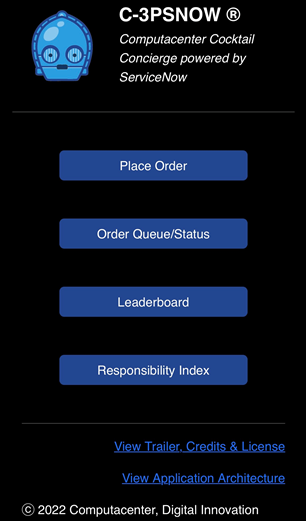 C-3PSNOW ®
Computacenter Cocktail
Concierge powered by
ServiceNow
Place Order
Order Queue/Status
Leaderboard
Responsibility Index
View Trailer, Credits & License
View Application Architecture
© 2022 Computacenter, Digital Innovation